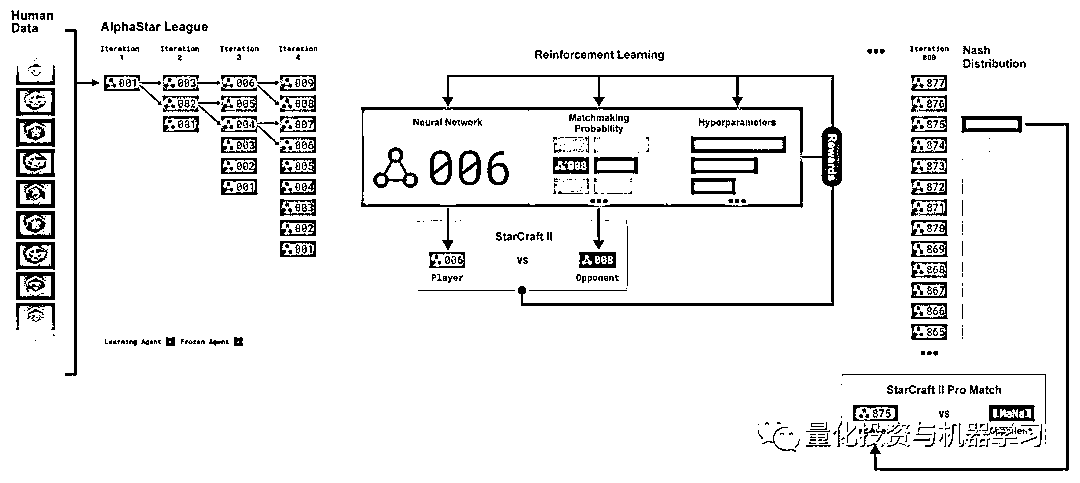 Human
Data
AlphaStar League
Iteration
1
Iteration
2
Iteration
3
Iteration
4
001
003
006
009
002
005
008
001
004
007
003
006
002
005
001
004
003
002
001
Learning Agent
Frozen Agent
Reinforcement Learning
Neural Network
Matchmaking
Probability
Hyperparameters
006
008
•••
•••
Rewards
StarCraft II
006
VS
008
Player
Opponent
•••
Iteration
Nash
Distribution
877
876
875
874
873
872
871
870
869
868
867
866
865
•••
StarCraft II Pro Match
875
VS
[MaNa]
量化投资与机器学习